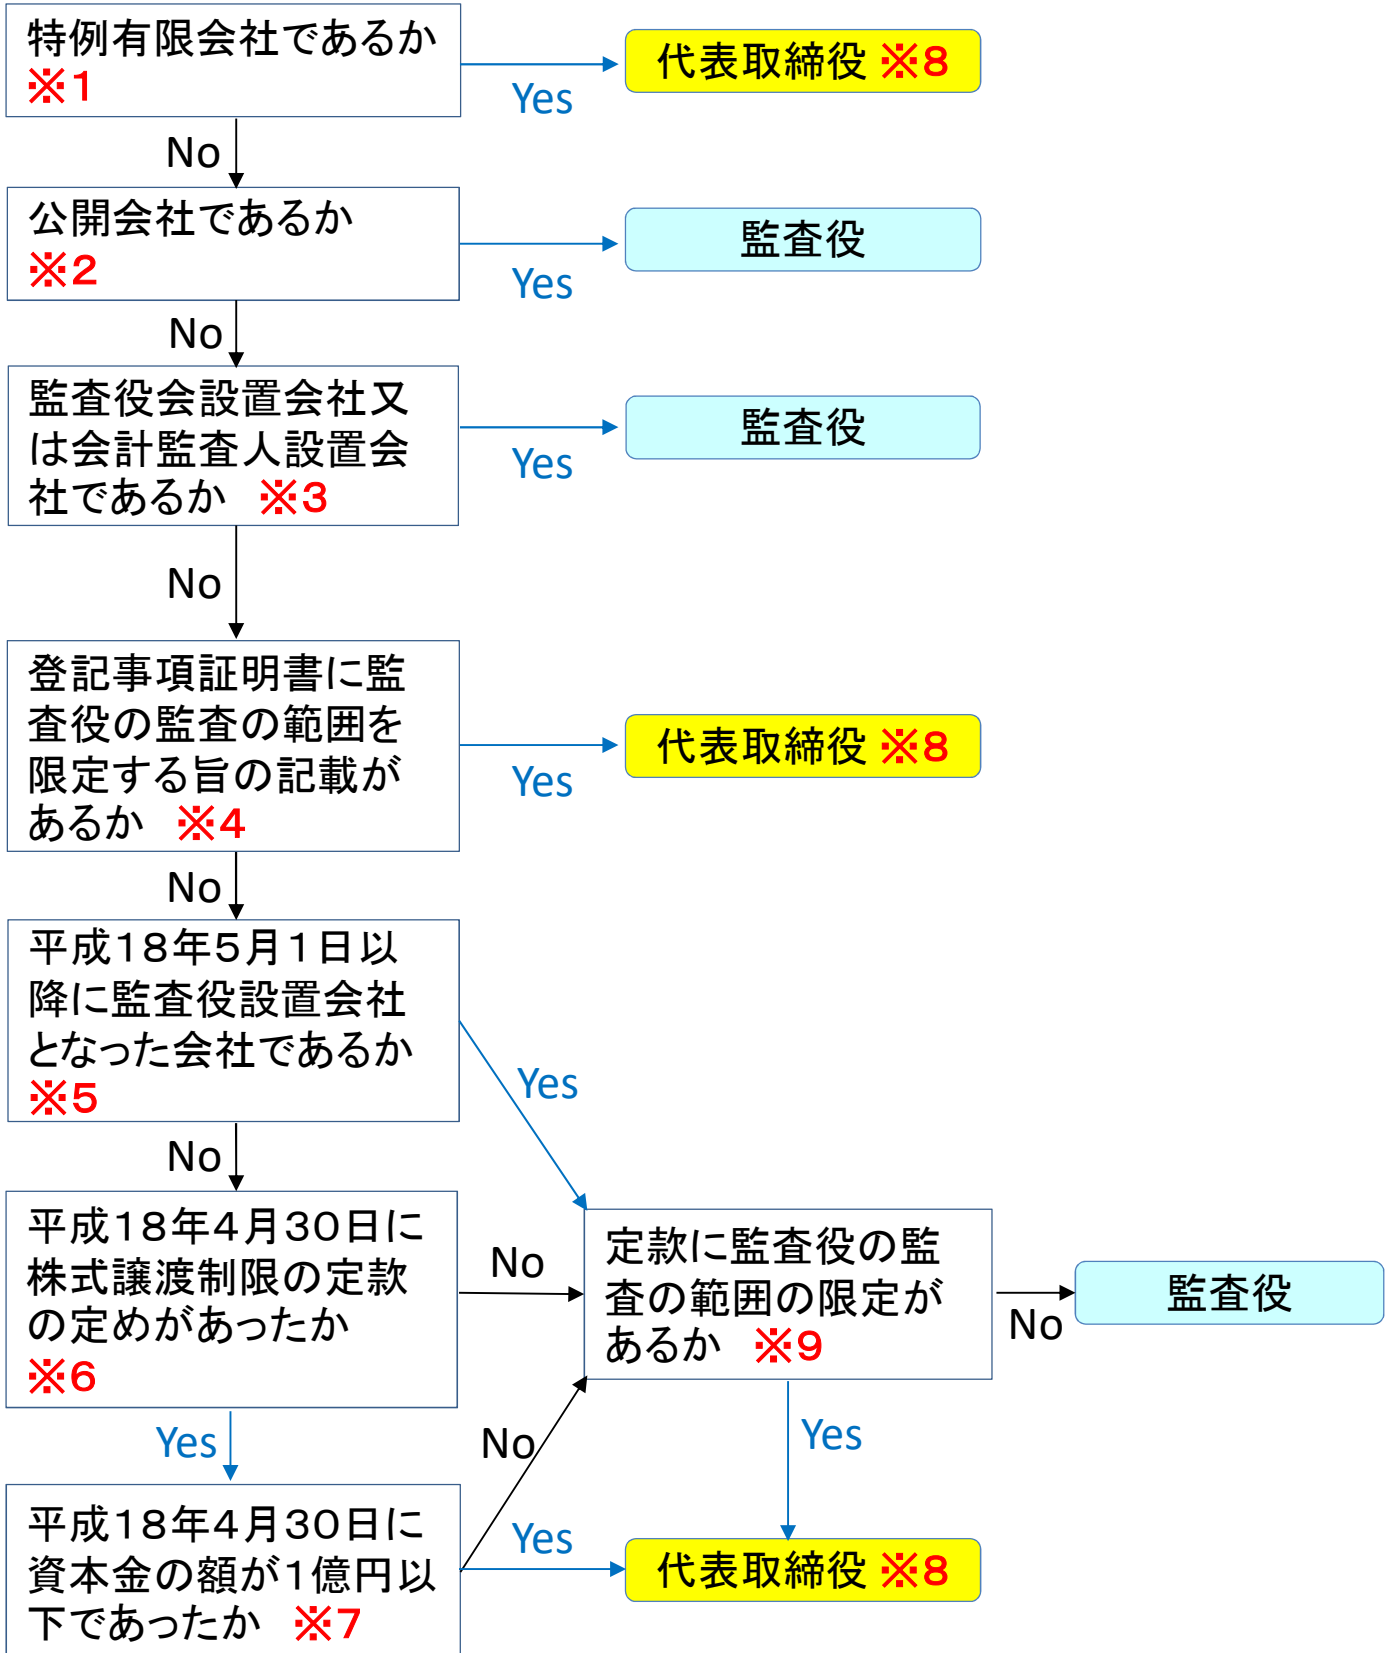 特例有限会社であるか
※１
Yes
代表取締役 ※８
No
公開会社であるか
※２
Yes
監査役
No
監査役会設置会社又
は会計監査人設置会
社であるか　※３
Yes
監査役
No
登記事項証明書に監
査役の監査の範囲を
限定する旨の記載が
あるか　※４
Yes
代表取締役 ※８
No
平成１８年５月１日以
降に監査役設置会社
となった会社であるか
※５
Yes
No
平成１８年４月３０日に
株式譲渡制限の定款
の定めがあったか
※６
No
定款に監査役の監
査の範囲の限定が
あるか　※９
No
監査役
Yes
No
Yes
平成１８年４月３０日に
資本金の額が１億円以
下であったか　※７
Yes
代表取締役 ※８